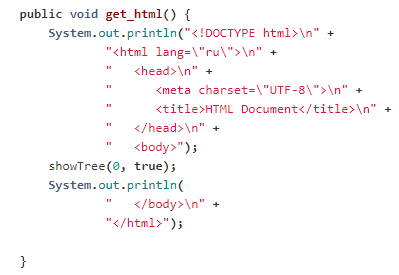 public void get_html() {
    System.out.println("<!DOCTYPE html>\n" +
            "<html lang=\"ru\">\n" +
            "   <head>\n" +
            "      <meta charset=\"UTF-8\">\n" +
            "      <title>HTML Document</title>\n" +
            "   </head>\n" +
            "   <body>");
    showTree(0, true);
    System.out.println(
            "   </body>\n" +
            "</html>");

}